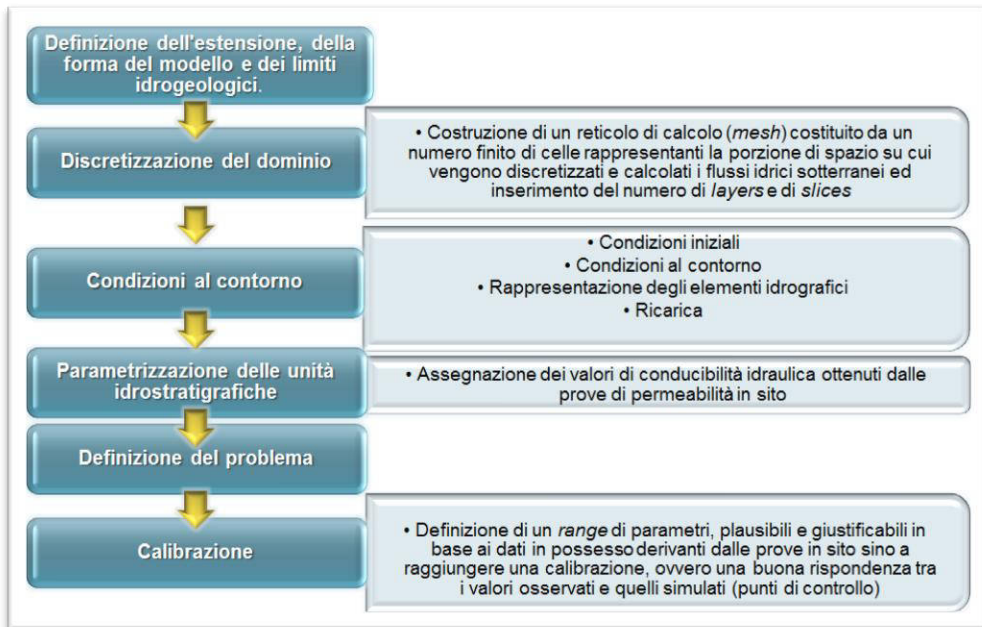 Definizione dell'estensione, della
forma del modello e dei limiti
idrogeologici.
Discretizzazione del dominio
• Costruzione di un reticolo di calcolo (mesh) costituito da un
numero finito di celle rappresentanti la porzione di spazio su cui
vengono discretizzati e calcolati i flussi idrici sotterranei ed
inserimento del numero di layers e di slices
Condizioni al contorno
• Condizioni iniziali
• Condizioni al contorno
• Rappresentazione degli elementi idrografici
• Ricarica
Parametrizzazione delle unità
idrostratigrafiche
• Assegnazione dei valori di conducibilità idraulica ottenuti dalle
prove di permeabilità in sito
Definizione del problema
Calibrazione
• Definizione di un range di parametri, plausibili e giustificabili in
base ai dati in possesso derivanti dalle prove in sito sino a
raggiungere una calibrazione, ovvero una buona rispondenza tra
i valori osservati e quelli simulati (punti di controllo)